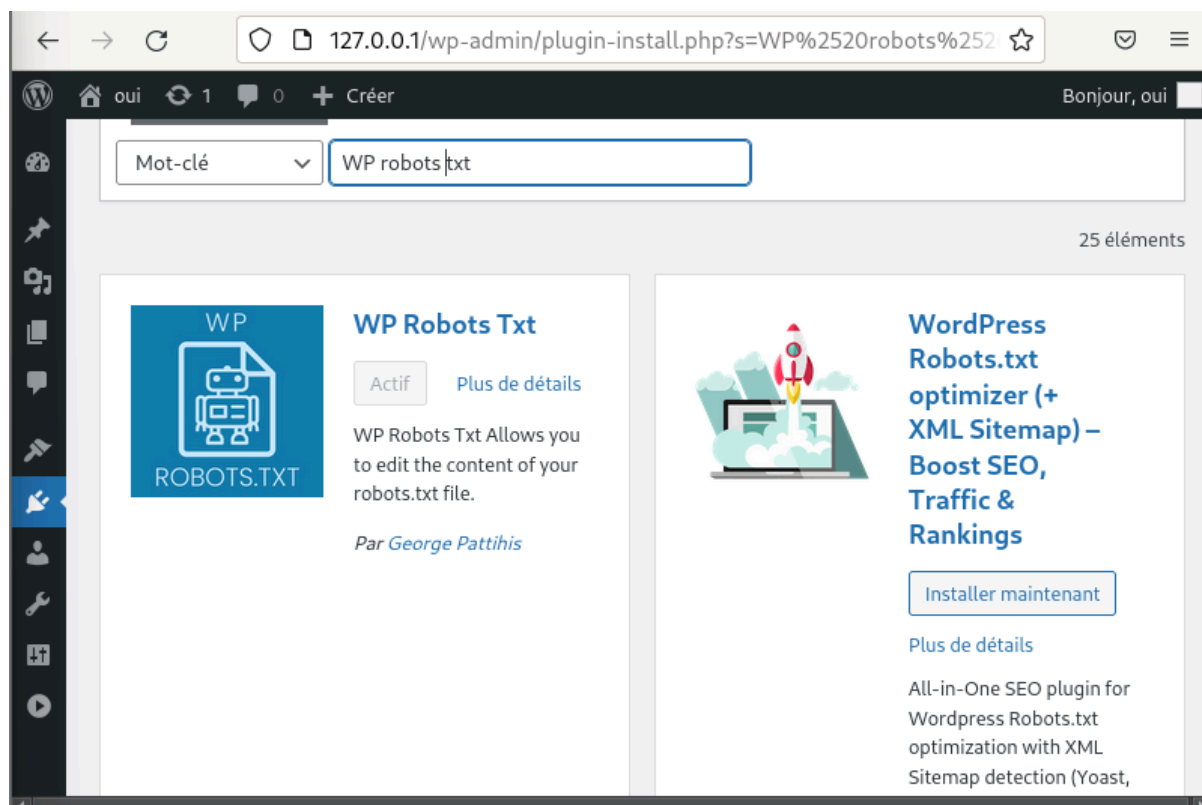 127.0.0.1/wp-admin/plugin-install.php?s=WP%2520robots%252
oui 1 0 + Créer Bonjour, oui
Mot-clé WP robots txt
25 éléments
WP
ROBOTS.TXT
WP Robots Txt
Actif Plus de détails
WP Robots Txt Allows you
to edit the content of your
robots.txt file.
Par George Pattihis
WordPress
Robots.txt
optimizer (+
XML Sitemap) –
Boost SEO,
Traffic &
Rankings
Installer maintenant
Plus de détails
All-in-One SEO plugin for
Wordpress Robots.txt
optimization with XML
Sitemap detection (Yoast,